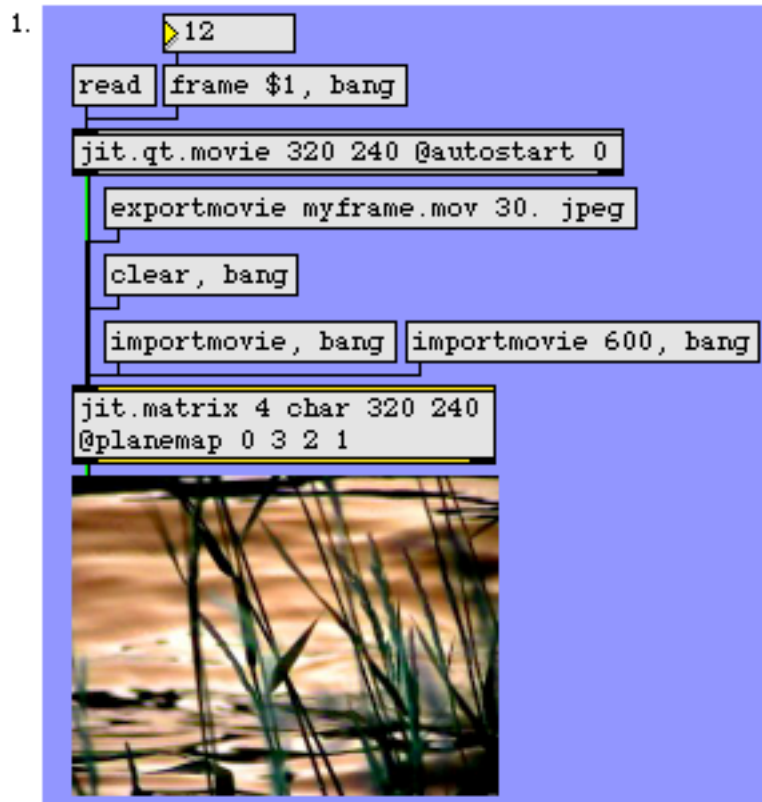 1.
12
read
frame $1, bang
jit.qt.movie 320 240 @autostart 0
exportmovie myframe.mov 30. jpeg
clear, bang
importmovie, bang
importmovie 600, bang
jit.matrix 4 char 320 240
@planemap 0 3 2 1